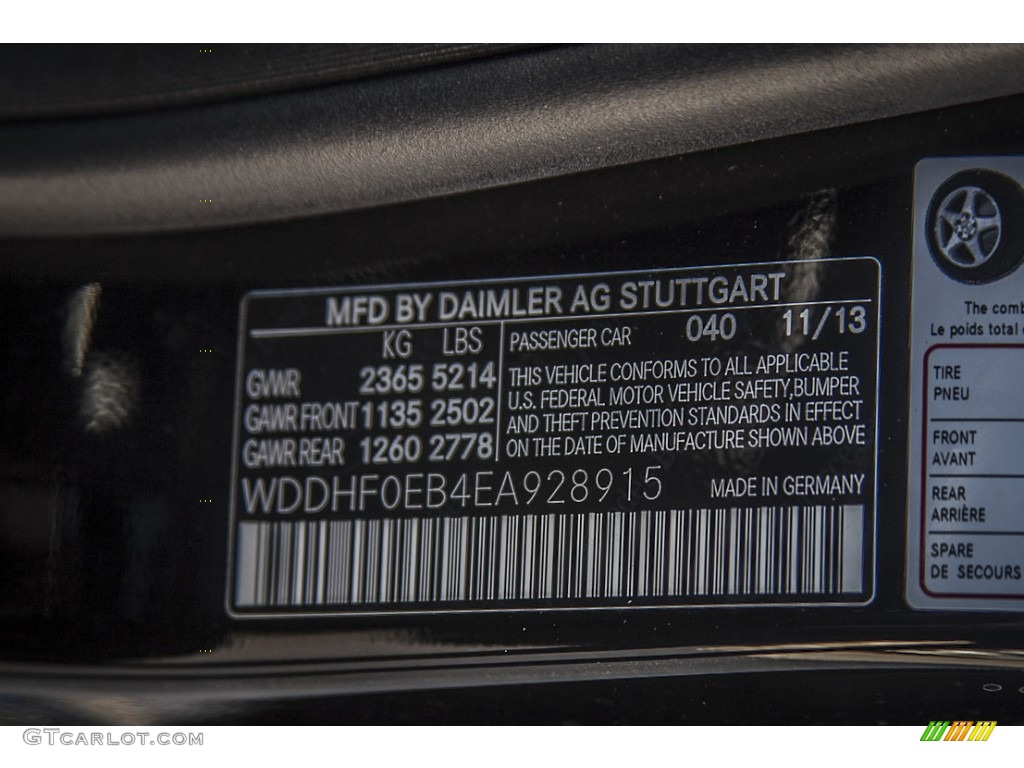 MFD BY DAIMLER AG STUTTGART
KG LBS
GVWR 2365 5214
GAWR FRONT 1135 2502
GAWR REAR 1260 2778
PASSENGER CAR 040 11/13
THIS VEHICLE CONFORMS TO ALL APPLICABLE
U.S. FEDERAL MOTOR VEHICLE SAFETY, BUMPER
AND THEFT PREVENTION STANDARDS IN EFFECT
ON THE DATE OF MANUFACTURE SHOWN ABOVE
WDDHF0EB4EA928915 MADE IN GERMANY
The comb
Le poids total
TIRE
PNEU
FRONT
AVANT
REAR
ARRIÈRE
SPARE
DE SECOURS
GTCARLOT.COM